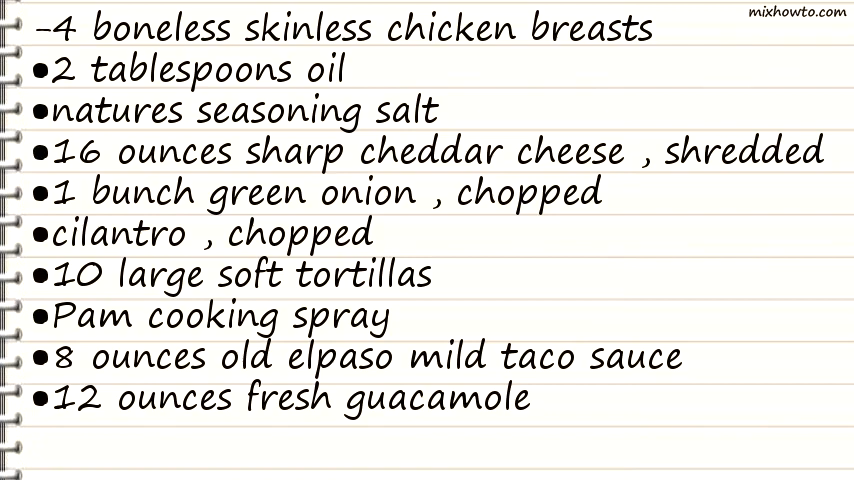 mixhowto.com
-4 boneless skinless chicken breasts
•2 tablespoons oil
•natures seasoning salt
•16 ounces sharp cheddar cheese , shredded
•1 bunch green onion , chopped
•cilantro , chopped
•10 large soft tortillas
•Pam cooking spray
•8 ounces old elpaso mild taco sauce
•12 ounces fresh guacamole